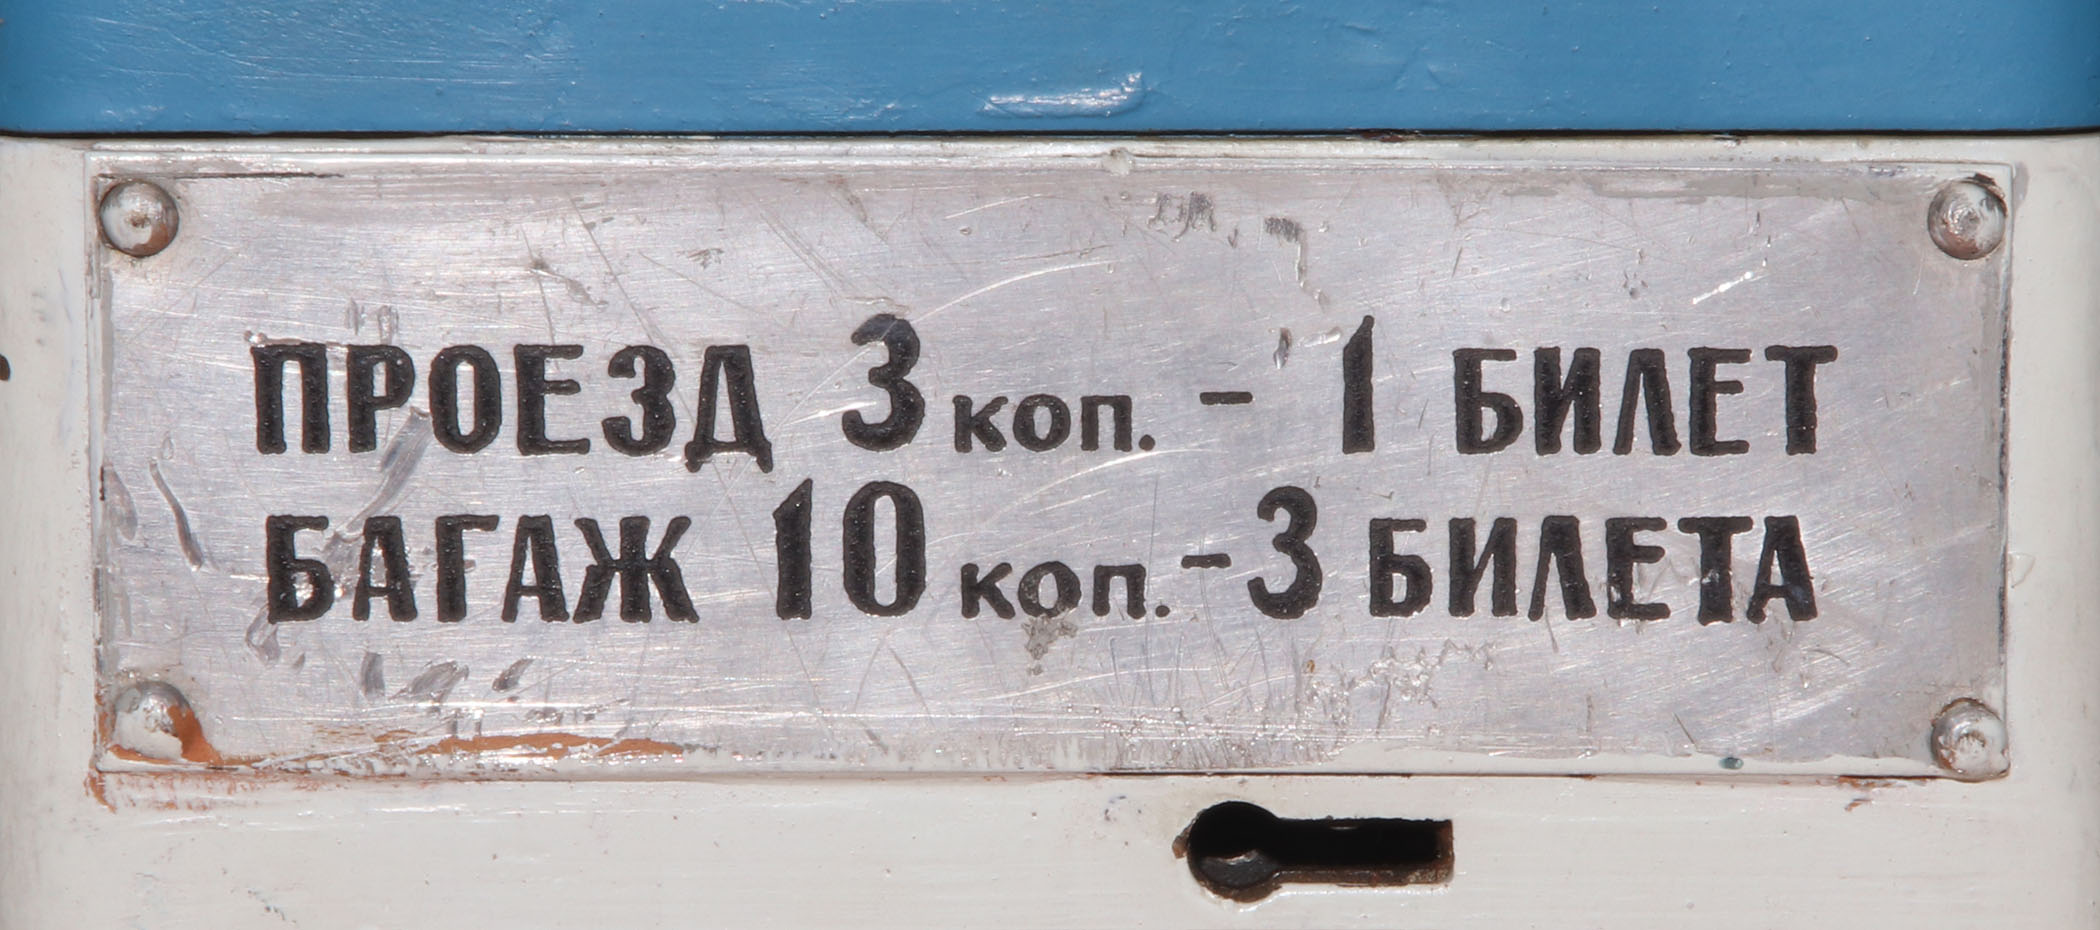 ПРОЕЗД 3 коп. - 1 БИЛЕТ
БАГАЖ 10 коп. - 3 БИЛЕТА